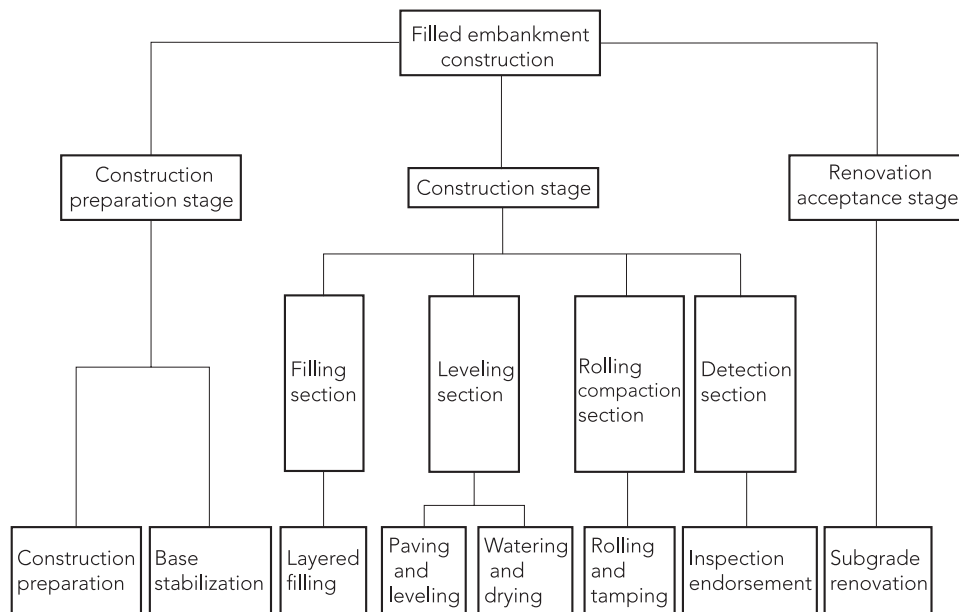 Filled embankment
construction
Construction
preparation stage
Construction stage
Renovation
acceptance stage
Filling
section
Leveling
section
Rolling
compaction
section
Detection
section
Construction
preparation
Base
stabilization
Layered
filling
Paving
and
leveling
Watering
and
drying
Rolling
and
tamping
Inspection
endorsement
Subgrade
renovation